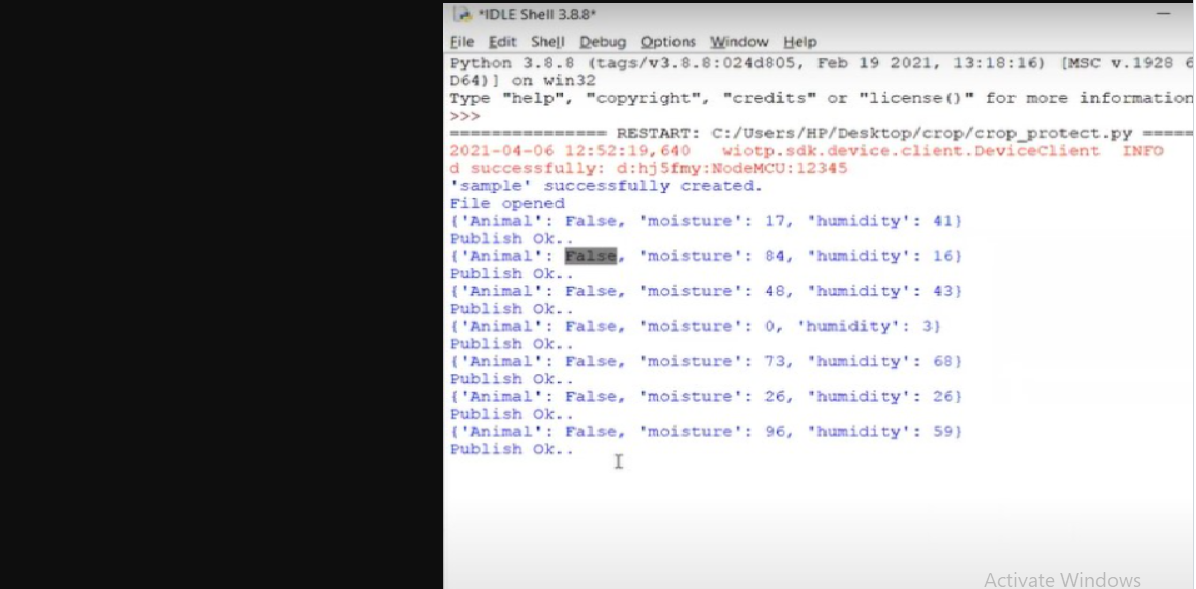 *IDLE Shell 3.8.8*
File Edit Shell Debug Options Window Help
Python 3.8.8 (tags/v3.8.8:024d805, Feb 19 2021, 13:18:16) [MSC v.1928 6
D64)] on win32
Type "help", "copyright", "credits" or "license()" for more information
>>>
=============== RESTART: C:/Users/HP/Desktop/crop/crop_protect.py =====
2021-04-06 12:52:19,640 wiotp.sdk.device.client.DeviceClient INFO
d successfully: d:hj5fmy:NodeMCU:12345
'sample' successfully created.
File opened
{'Animal': False, 'moisture': 17, 'humidity': 41}
Publish Ok..
{'Animal': False, 'moisture': 84, 'humidity': 16}
Publish Ok..
{'Animal': False, 'moisture': 48, 'humidity': 43}
Publish Ok..
{'Animal': False, 'moisture': 0, 'humidity': 3}
Publish Ok..
{'Animal': False, 'moisture': 73, 'humidity': 68}
Publish Ok..
{'Animal': False, 'moisture': 26, 'humidity': 26}
Publish Ok..
{'Animal': False, 'moisture': 96, 'humidity': 59}
Publish Ok..
Activate Windows